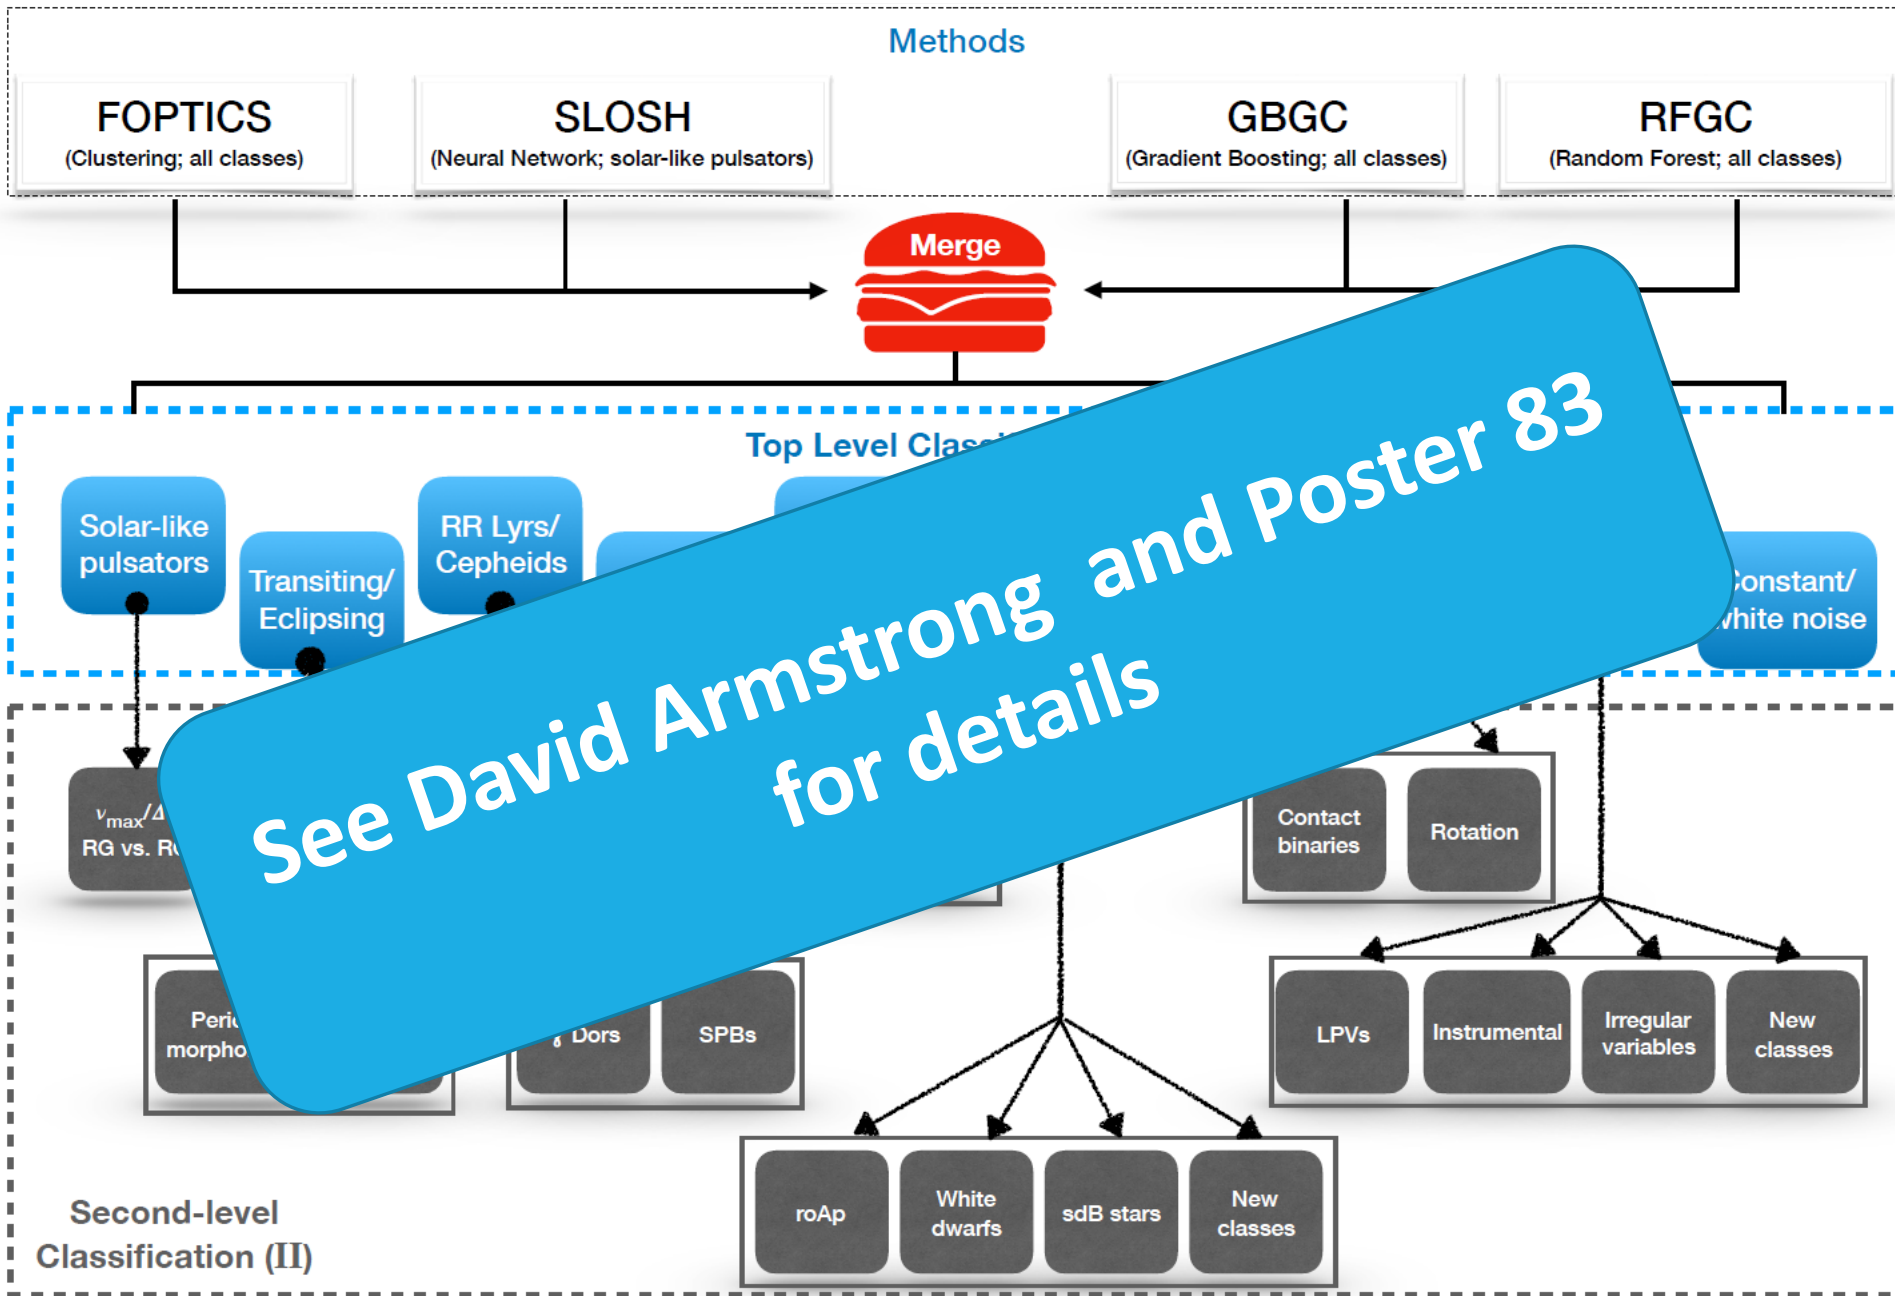 Methods
FOPTICS
(Clustering; all classes)
SLOSH
(Neural Network; solar-like pulsators)
GBGC
(Gradient Boosting; all classes)
RFGC
(Random Forest; all classes)
Merge
Top Level
Solar-like
pulsators
Transiting/
Eclipsing
RR Lyrs/
Cepheids
white noise
See David Armstrong and Poster 83
for details
νmax/Δ
RG vs.
Contact
binaries
Rotation
Dors
SPBs
LPVs
Instrumental
Irregular
variables
New
classes
roAp
White
dwarfs
sdB stars
New
classes
Second-level
Classification (II)